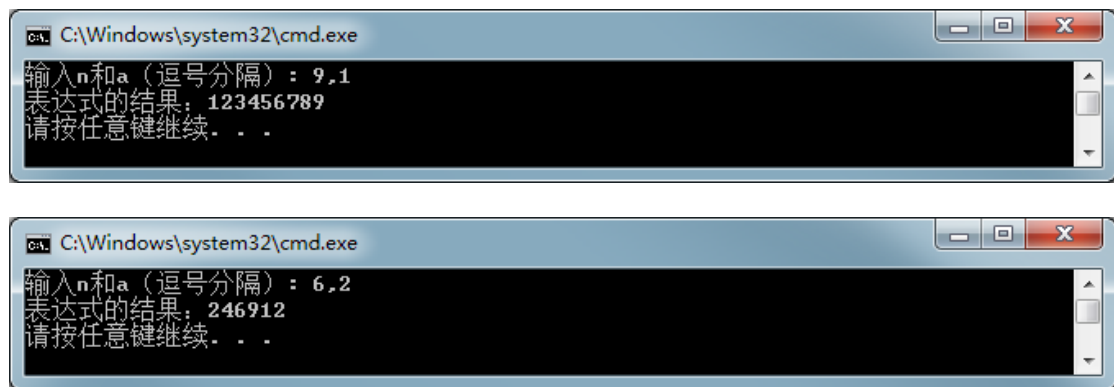 C:\Windows\system32\cmd.exe
输入n和a（逗号分隔）: 9,1
表达式的结果: 123456789
请按任意键继续. . .
C:\Windows\system32\cmd.exe
输入n和a（逗号分隔）: 6,2
表达式的结果: 246912
请按任意键继续. . .